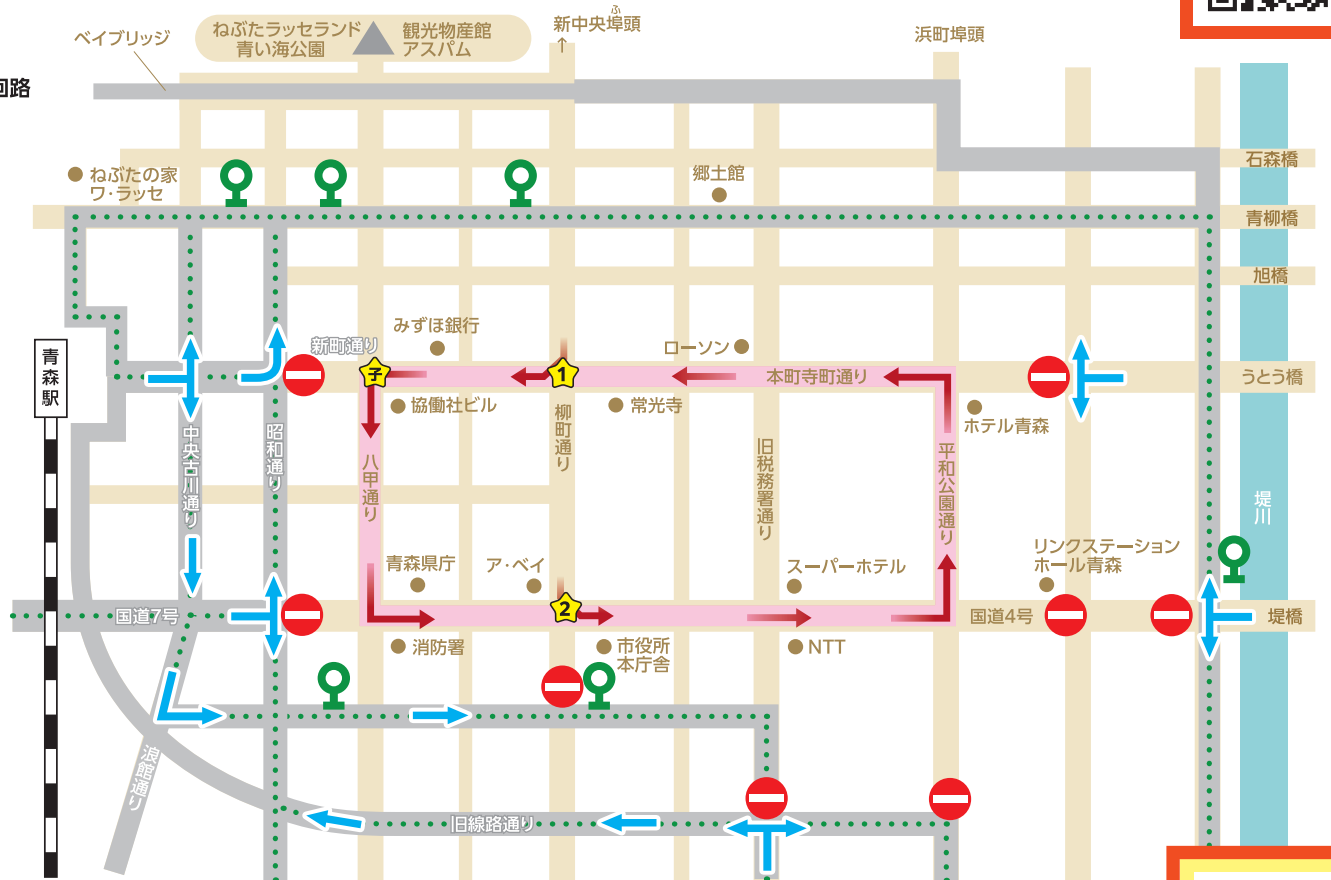 ねぶたラッセランド
青い海公園
観光物産館
アスパム
ふ
新中央埠頭
↑
ベイブリッジ
浜町埠頭
回路
石森橋
ねぶたの家
ワ・ラッセ
郷土館
青柳橋
旭橋
みずほ銀行
新町通り
ローソン
青森駅
子
1
本町寺町通り
うとう橋
協働社ビル
常光寺
ホテル青森
柳町通り
中央古川通り
昭和通り
八甲通り
旧税務署通り
平和公園通り
堤川
青森県庁
ア・ベイ
スーパーホテル
リンクステーション
ホール青森
2
国道7号
国道4号
堤橋
消防署
市役所
本庁舎
NTT
浪館通り
旧線路通り